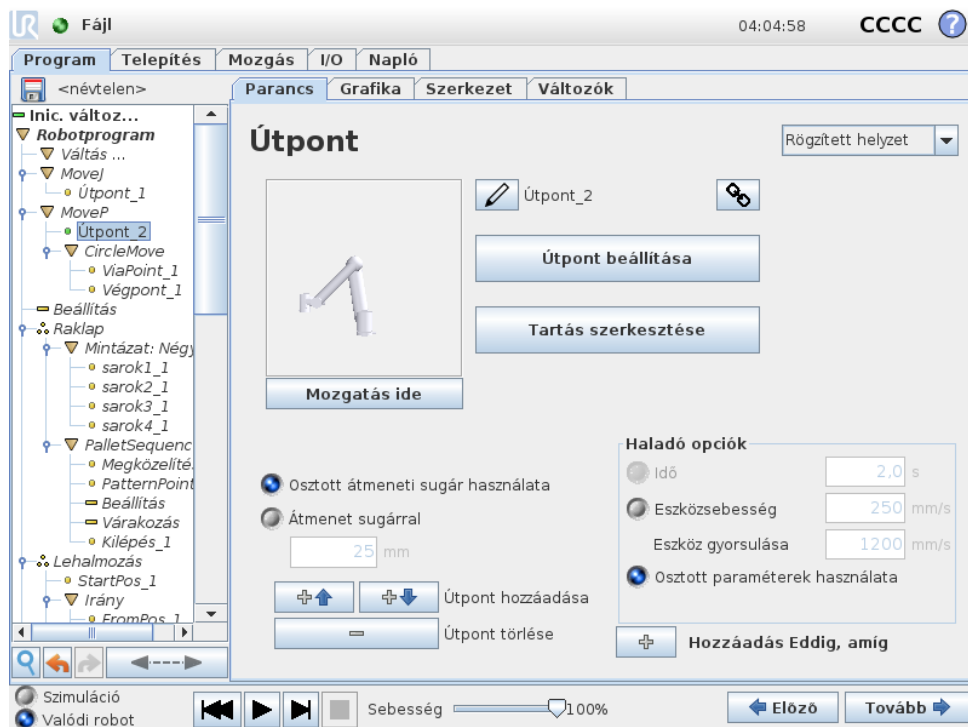 UR Fájl 04:04:58 CCCC ?
Program Telepítés Mozgás I/O Napló
<névtelen> Parancs Grafika Szerkezet Változók
Inic. változ...
Robotprogram
Váltás ...
MoveJ
Útpont_1
MoveP
Útpont_2
CircleMove
ViaPoint_1
Végpont_1
Beállítás
Raklap
Mintázat: Négy
sarok1_1
sarok2_1
sarok3_1
sarok4_1
PalletSequenc
Megközelíté
PatternPoint
Beállítás
Várakozás
Kilépés_1
Lehalmozás
StartPos_1
Irány
FromPos_1
Útpont
Rögzített helyzet
Útpont_2
Útpont beállítása
Tartás szerkesztése
Mozgatás ide
Osztott átmeneti sugár használata
Átmenet sugárral
25 mm
Útpont hozzáadása
Útpont törlése
Haladó opciók
Idő 2,0 s
Eszközsebesség 250 mm/s
Eszköz gyorsulása 1200 mm/s
Osztott paraméterek használata
Hozzáadás Eddig, amíg
Szimuláció
Valódi robot
Sebesség 100%
Előző Tovább